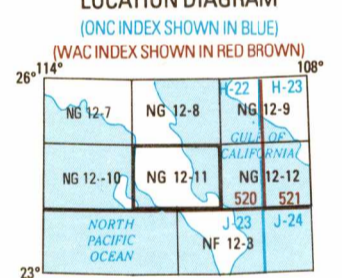 LOCATION DIAGRAM
(ONC INDEX SHOWN IN BLUE)
(WAC INDEX SHOWN IN RED BROWN)
26° 114° 108°
H-22 H-23
NG 12-7 NG 12-8 NG 12-9
GULF OF
CALIFORNIA
NG 12--10 NG 12-11 NG 12-12
520 521
NORTH J-23 J-24
PACIFIC NF 12-3
OCEAN
23°